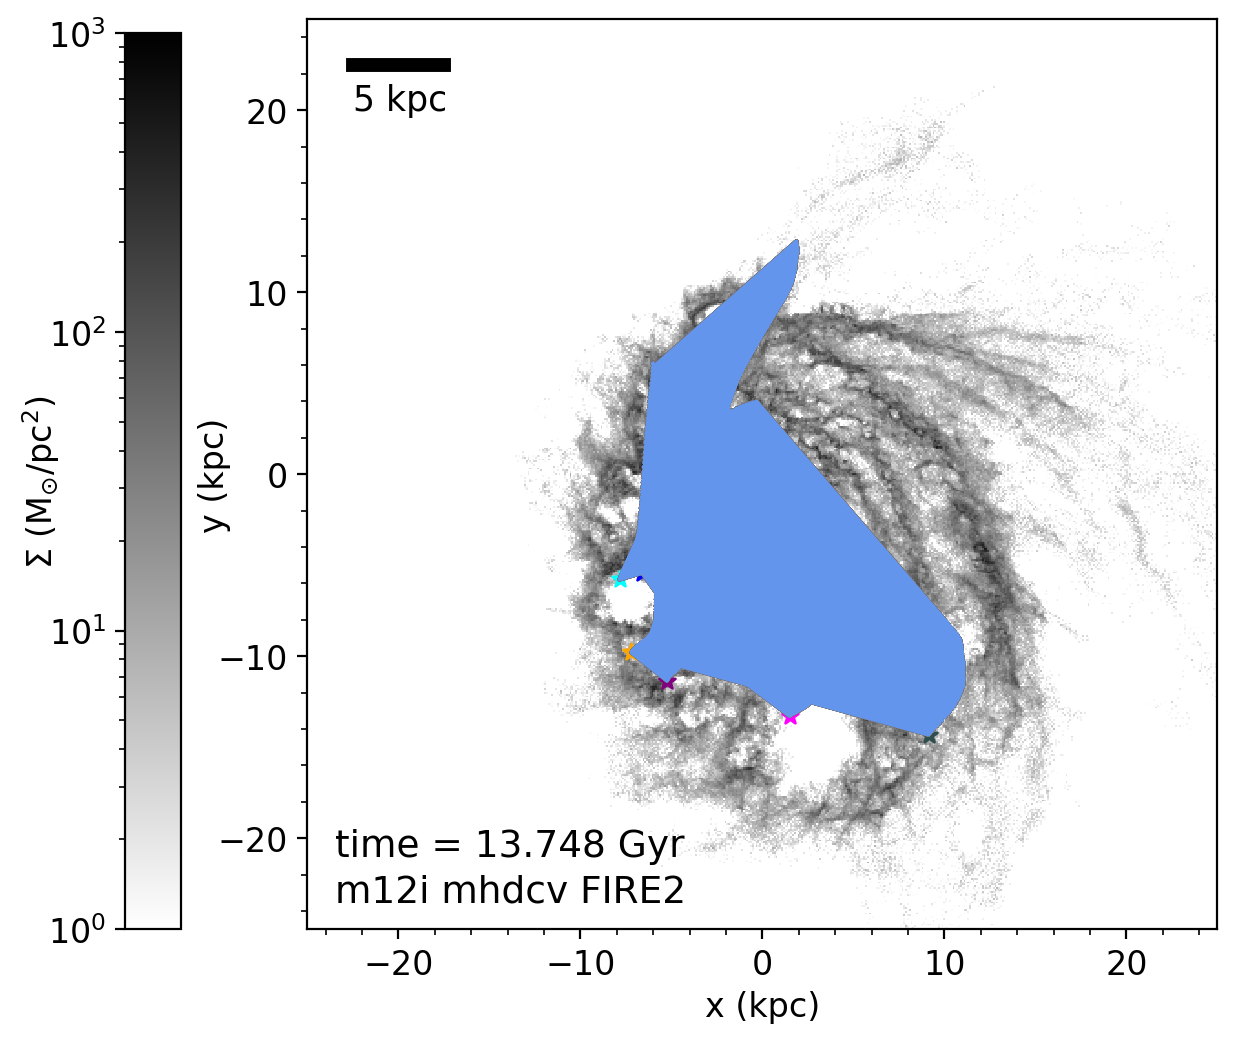 10³
10²
10¹
10⁰
Σ (M☉/pc²)
20
10
0
−10
−20
y (kpc)
5 kpc
time = 13.748 Gyr
m12i mhdcv FIRE2
−20 −10 0 10 20
x (kpc)